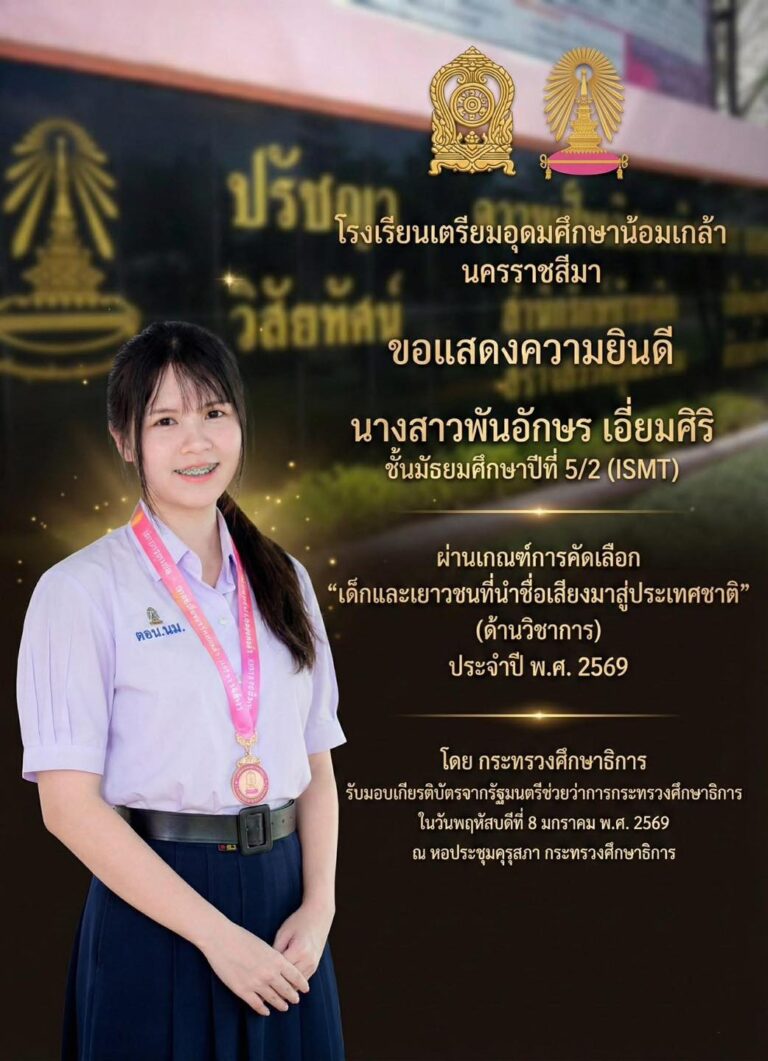 ปรัชญา
วิสัยทัศน์
โรงเรียนเตรียมอุดมศึกษาน้อมเกล้า
นครราชสีมา
ขอแสดงความยินดี
นางสาวพันอักษร เอี่ยมศิริ
ชั้นมัธยมศึกษาปีที่ 5/2 (ISMT)
ผ่านเกณฑ์การคัดเลือก
“เด็กและเยาวชนที่นำชื่อเสียงมาสู่ประเทศชาติ”
(ด้านวิชาการ)
ประจำปี พ.ศ. 2569
ตอน.นม.
โดย กระทรวงศึกษาธิการ
รับมอบเกียรติบัตรจากรัฐมนตรีช่วยว่าการกระทรวงศึกษาธิการ
ในวันพฤหัสบดีที่ 8 มกราคม พ.ศ. 2569
ณ หอประชุมคุรุสภา กระทรวงศึกษาธิการ